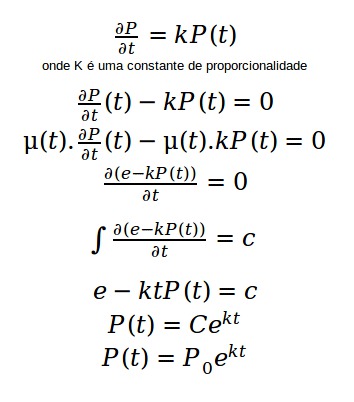 ∂P/∂t = kP(t)
onde K é uma constante de proporcionalidade
∂P/∂t (t) − kP(t) = 0
μ(t).∂P/∂t (t) − μ(t).kP(t) = 0
∂(e−kP(t))/∂t = 0
∫ ∂(e−kP(t))/∂t = c
e − ktP(t) = c
P(t) = Ce^{kt}
P(t) = P_0e^{kt}